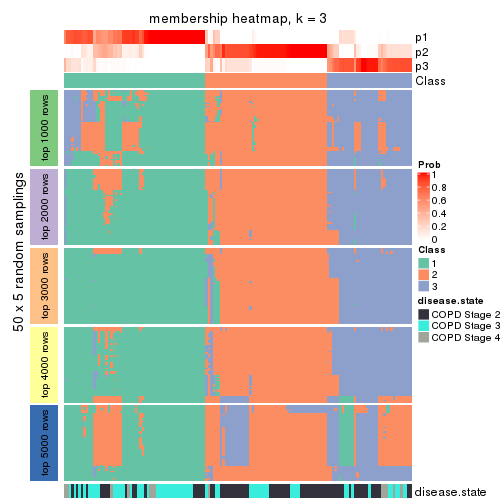 membership heatmap, k = 3
p1
p2
p3
Class
50 x 5 random samplings
top 1000 rows
top 2000 rows
top 3000 rows
top 4000 rows
top 5000 rows
Prob
1
0.8
0.6
0.4
0.2
0
Class
1
2
3
disease.state
COPD Stage 2
COPD Stage 3
COPD Stage 4
disease.state